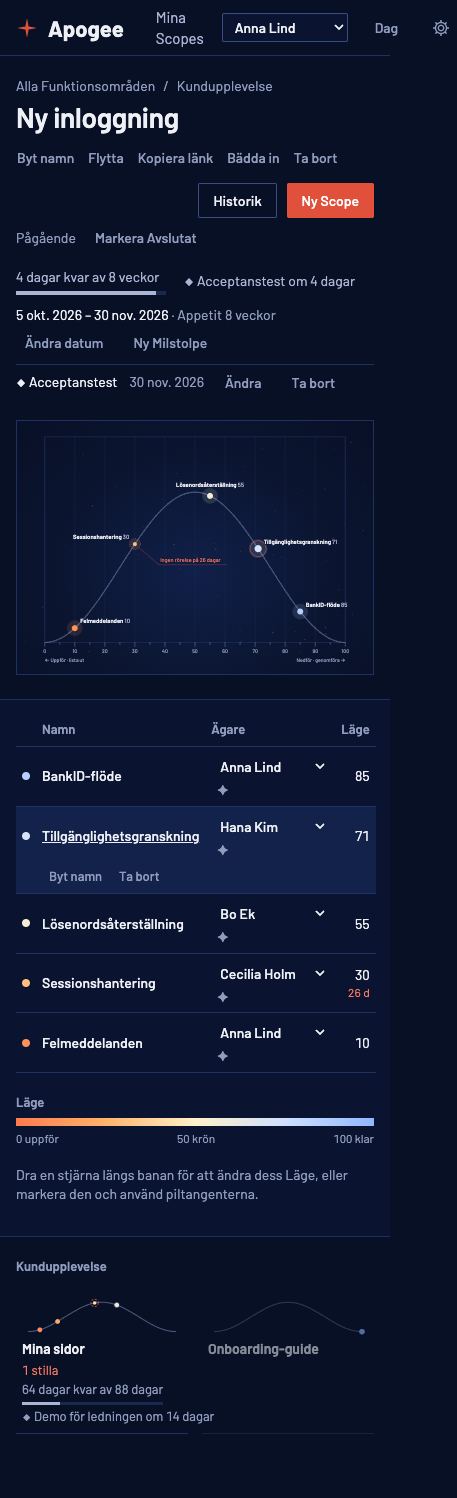 Apogee
Mina Scopes
Anna Lind
Dag
Alla Funktionsområden / Kundupplevelse
Ny inloggning
Byt namn Flytta Kopiera länk Bädda in Ta bort
Historik Ny Scope
Pågående Markera Avslutat
4 dagar kvar av 8 veckor ◆ Acceptanstest om 4 dagar
5 okt. 2026 – 30 nov. 2026 · Appetit 8 veckor
Ändra datum Ny Milstolpe
◆ Acceptanstest 30 nov. 2026 Ändra Ta bort
Lösenordsåterställning 55
Sessionshantering 30
Tillgänglighetsgranskning 71
Ingen rörelse på 26 dagar
BankID-flöde 85
Felmeddelanden 10
0 10 20 30 40 50 60 70 80 90 100
← Uppför · lista ut Nedför · genomföra →
Namn Ägare Läge
BankID-flöde Anna Lind 85
Tillgänglighetsgranskning Hana Kim 71
Byt namn Ta bort
Lösenordsåterställning Bo Ek 55
Sessionshantering Cecilia Holm 30
26 d
Felmeddelanden Anna Lind 10
Läge
0 uppför 50 krön 100 klar
Dra en stjärna längs banan för att ändra dess Läge, eller
markera den och använd piltangenterna.
Kundupplevelse
Mina sidor Onboarding-guide
1 stilla
64 dagar kvar av 88 dagar
◆ Demo för ledningen om 14 dagar